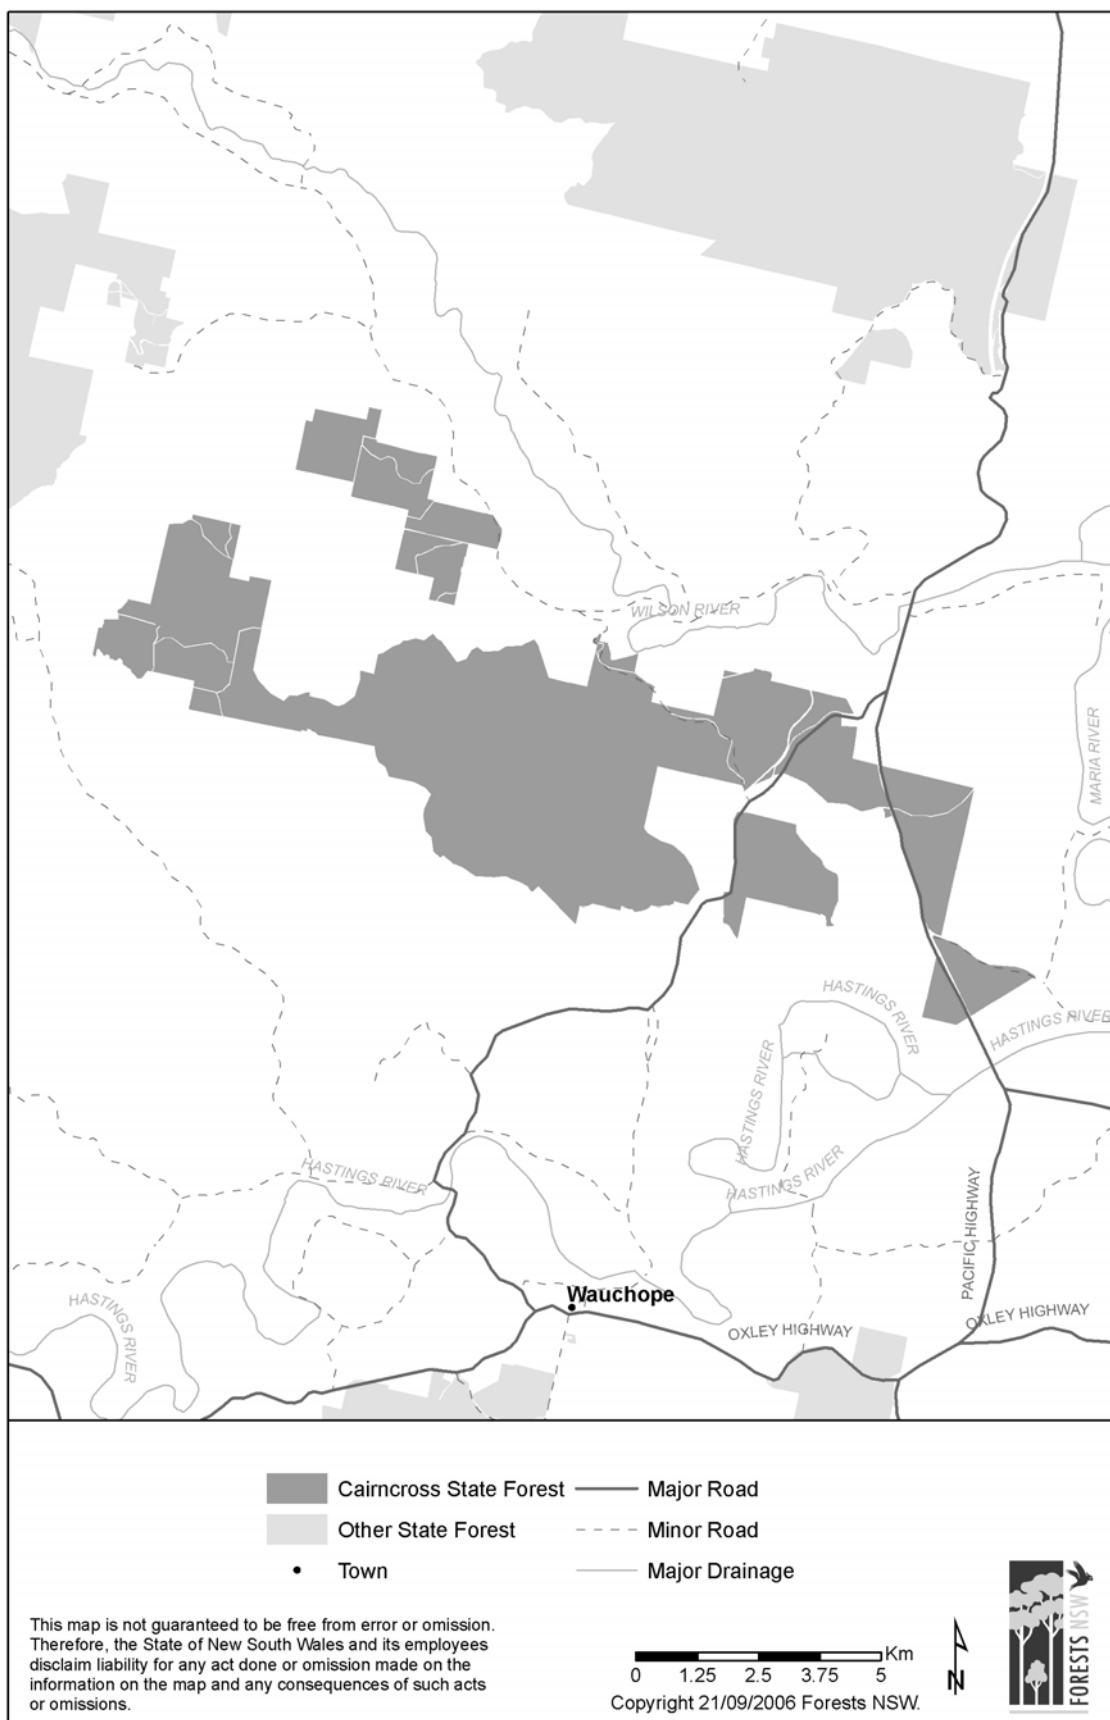 WILSON RIVER
MARIA RIVER
HASTINGS RIVER
HASTINGS RIVER
HASTINGS RIVER
HASTINGS RIVER
HASTINGS RIVER
PACIFIC HIGHWAY
HASTINGS RIVER
Wauchope
OXLEY HIGHWAY
OXLEY HIGHWAY
Cairncross State Forest
Major Road
Other State Forest
Minor Road
Town
Major Drainage
This map is not guaranteed to be free from error or omission.
Therefore, the State of New South Wales and its employees
disclaim liability for any act done or omission made on the
information on the map and any consequences of such acts
or omissions.
Km
0 1.25 2.5 3.75 5
Copyright 21/09/2006 Forests NSW.
N
FORESTS NSW